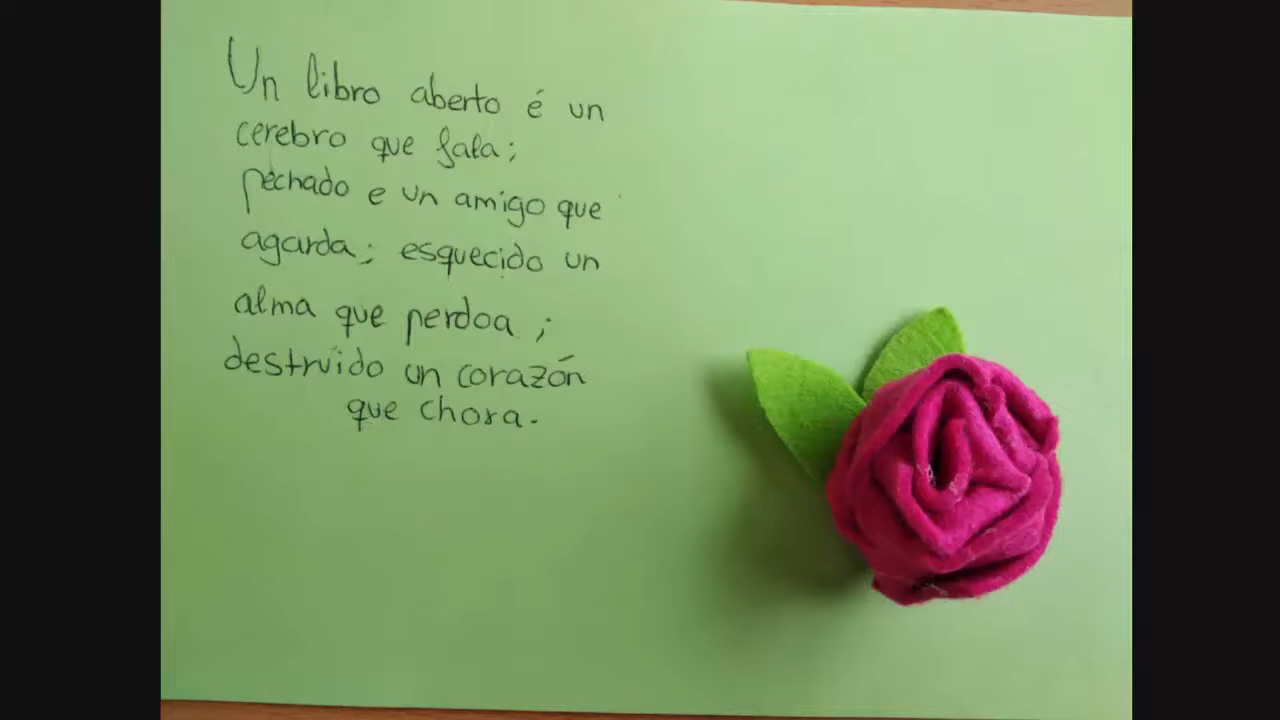 Un libro aberto é un
cerebro que fala;
pechado e un amigo que
agarda; esquecido un
alma que perdoa;
destruido un corazón
que chora.